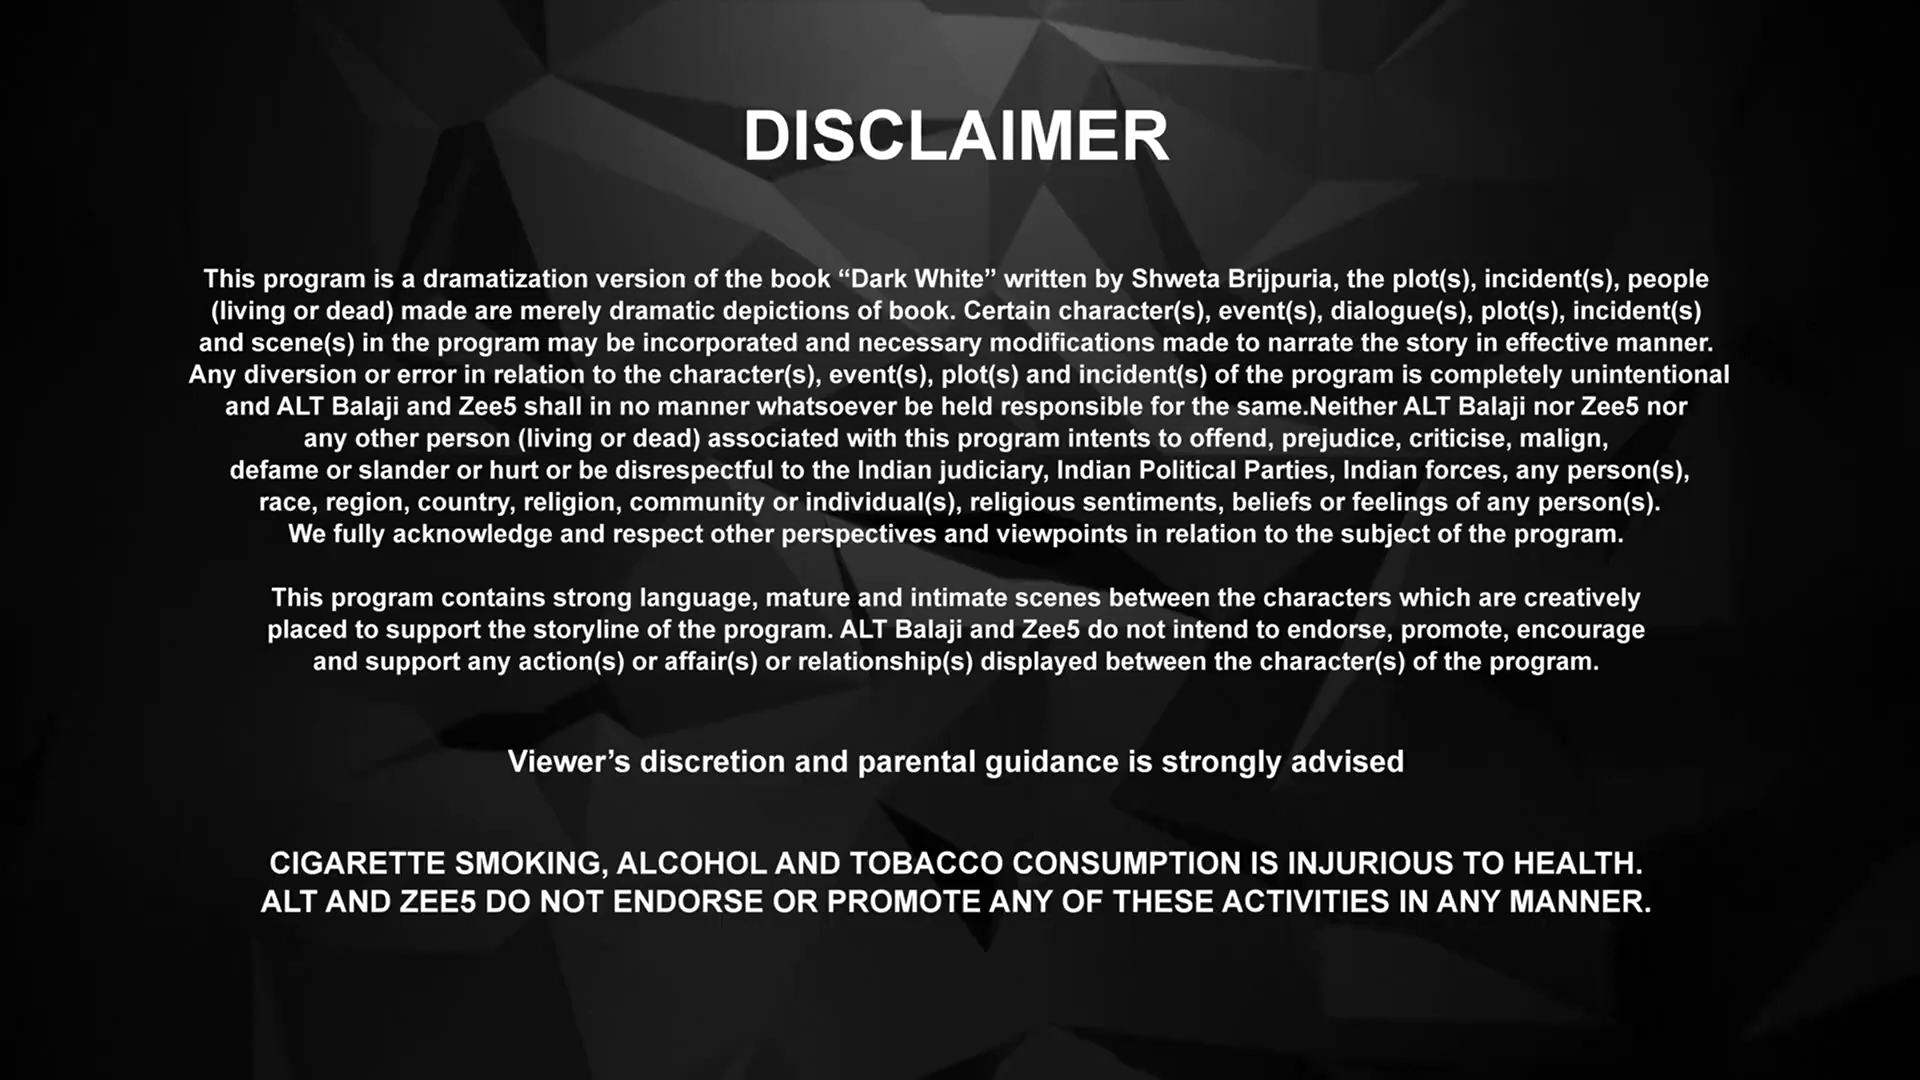 DISCLAIMER
This program is a dramatization version of the book “Dark White” written by Shweta Brijpuria, the plot(s), incident(s), people
(living or dead) made are merely dramatic depictions of book. Certain character(s), event(s), dialogue(s), plot(s), incident(s)
and scene(s) in the program may be incorporated and necessary modifications made to narrate the story in effective manner.
Any diversion or error in relation to the character(s), event(s), plot(s) and incident(s) of the program is completely unintentional
and ALT Balaji and Zee5 shall in no manner whatsoever be held responsible for the same.Neither ALT Balaji nor Zee5 nor
any other person (living or dead) associated with this program intents to offend, prejudice, criticise, malign,
defame or slander or hurt or be disrespectful to the Indian judiciary, Indian Political Parties, Indian forces, any person(s),
race, region, country, religion, community or individual(s), religious sentiments, beliefs or feelings of any person(s).
We fully acknowledge and respect other perspectives and viewpoints in relation to the subject of the program.
This program contains strong language, mature and intimate scenes between the characters which are creatively
placed to support the storyline of the program. ALT Balaji and Zee5 do not intend to endorse, promote, encourage
and support any action(s) or affair(s) or relationship(s) displayed between the character(s) of the program.
Viewer’s discretion and parental guidance is strongly advised
CIGARETTE SMOKING, ALCOHOL AND TOBACCO CONSUMPTION IS INJURIOUS TO HEALTH.
ALT AND ZEE5 DO NOT ENDORSE OR PROMOTE ANY OF THESE ACTIVITIES IN ANY MANNER.